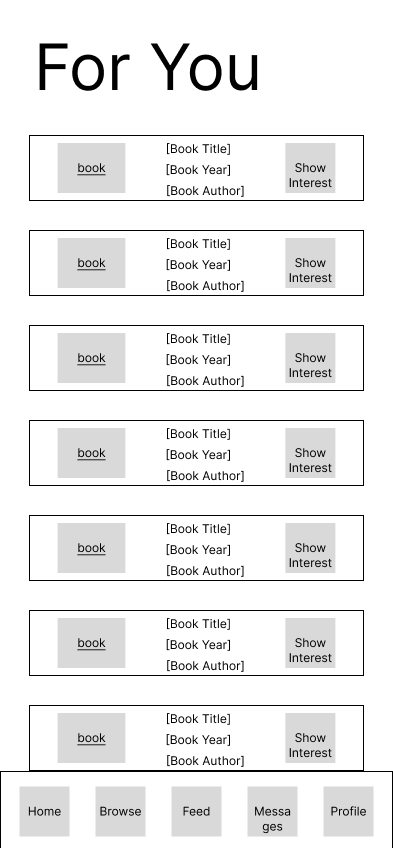 For You
book
[Book Title]
[Book Year]
[Book Author]
Show
Interest
book
[Book Title]
[Book Year]
[Book Author]
Show
Interest
book
[Book Title]
[Book Year]
[Book Author]
Show
Interest
book
[Book Title]
[Book Year]
[Book Author]
Show
Interest
book
[Book Title]
[Book Year]
[Book Author]
Show
Interest
book
[Book Title]
[Book Year]
[Book Author]
Show
Interest
book
[Book Title]
[Book Year]
[Book Author]
Show
Interest
Home
Browse
Feed
Messa
ges
Profile